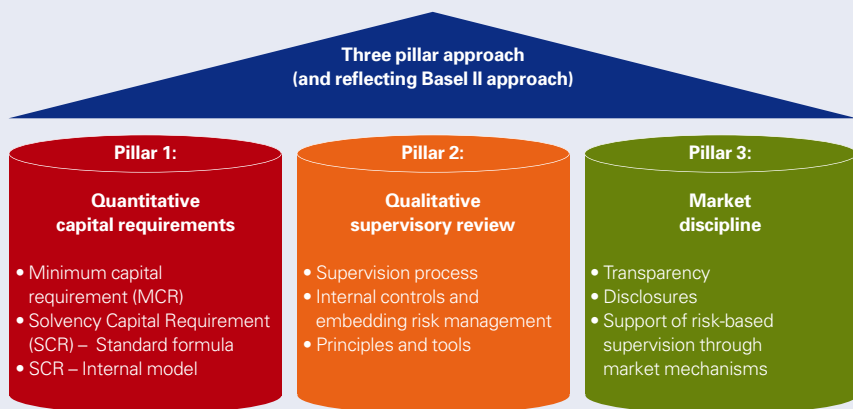 Three pillar approach
(and reflecting Basel II approach)
Pillar 1:
Quantitative
capital requirements
• Minimum capital
requirement (MCR)
• Solvency Capital Requirement
(SCR) – Standard formula
• SCR – Internal model
Pillar 2:
Qualitative
supervisory review
• Supervision process
• Internal controls and
embedding risk management
• Principles and tools
Pillar 3:
Market
discipline
• Transparency
• Disclosures
• Support of risk-based
supervision through
market mechanisms